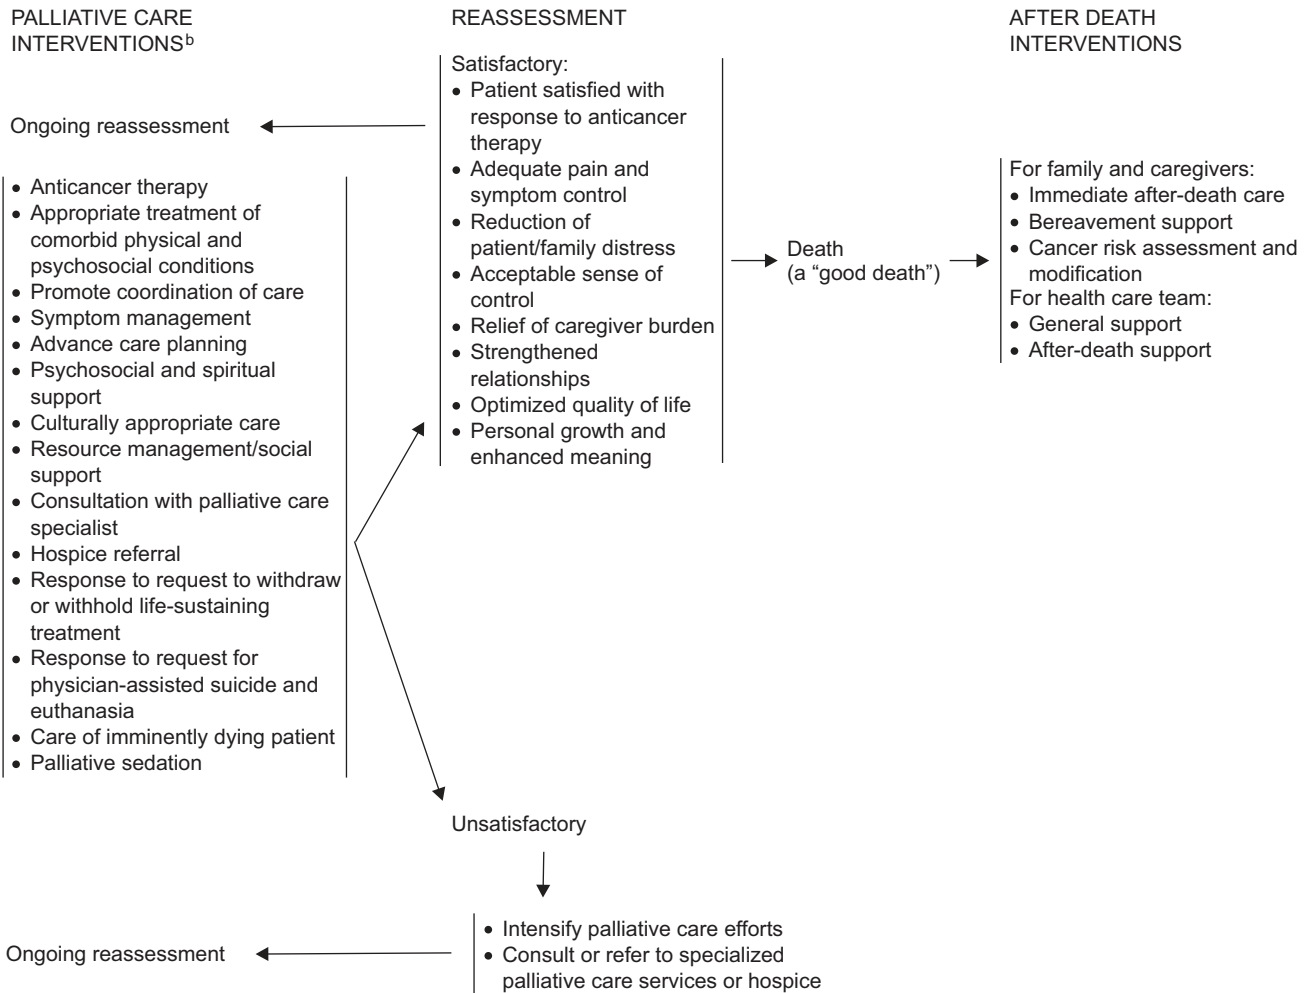 PALLIATIVE CARE
INTERVENTIONSᵇ
Ongoing reassessment
• Anticancer therapy
• Appropriate treatment of
comorbid physical and
psychosocial conditions
• Promote coordination of care
• Symptom management
• Advance care planning
• Psychosocial and spiritual
support
• Culturally appropriate care
• Resource management/social
support
• Consultation with palliative care
specialist
• Hospice referral
• Response to request to withdraw
or withhold life-sustaining
treatment
• Response to request for
physician-assisted suicide and
euthanasia
• Care of imminently dying patient
• Palliative sedation
REASSESSMENT
Satisfactory:
• Patient satisfied with
response to anticancer
therapy
• Adequate pain and
symptom control
• Reduction of
patient/family distress
• Acceptable sense of
control
• Relief of caregiver burden
• Strengthened
relationships
• Optimized quality of life
• Personal growth and
enhanced meaning
Death
(a “good death”)
AFTER DEATH
INTERVENTIONS
For family and caregivers:
• Immediate after-death care
• Bereavement support
• Cancer risk assessment and
modification
For health care team:
• General support
• After-death support
Unsatisfactory
• Intensify palliative care efforts
• Consult or refer to specialized
palliative care services or hospice
Ongoing reassessment